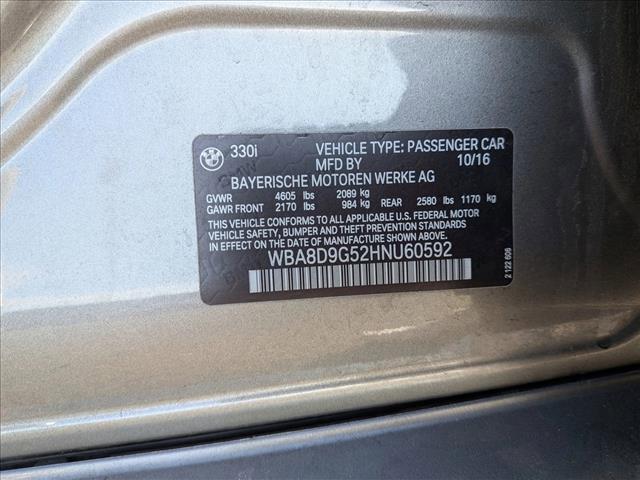 330i VEHICLE TYPE: PASSENGER CAR
MFD BY 10/16
BAYERISCHE MOTOREN WERKE AG
GVWR 4605 lbs 2089 kg
GAWR FRONT 2170 lbs 984 kg REAR 2580 lbs 1170 kg
THIS VEHICLE CONFORMS TO ALL APPLICABLE U.S. FEDERAL MOTOR
VEHICLE SAFETY, BUMPER AND THEFT PREVENTION STANDARDS IN
EFFECT ON THE DATE OF MANUFACTURE SHOWN ABOVE.
WBA8D9G52HNU60592
2 122 606